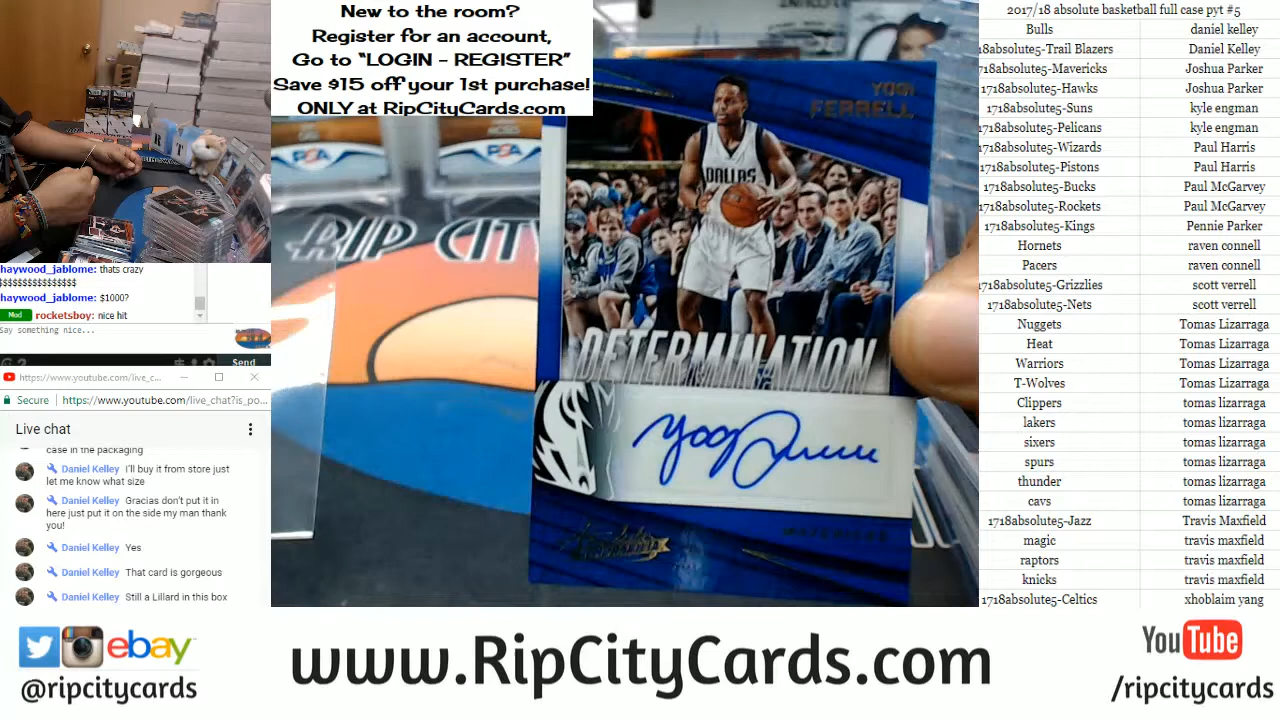 New to the room?
Register for an account,
Go to “LOGIN - REGISTER”
Save $15 off your 1st purchase!
ONLY at RipCityCards.com
haywood_jablome: thats crazy
$$$$$$$$$$$$$$$$
haywood_jablome: $1000?
Mod rocketsboy: nice hit
Say something nice...
Send
https://www.youtube.com/live_c...
Secure https://www.youtube.com/live_chat?is_po...
Live chat
case in the packaging
Daniel Kelley I'll buy it from store just
let me know what size
Daniel Kelley Gracias don't put it in
here just put it on the side my man thank
you!
Daniel Kelley Yes
Daniel Kelley That card is gorgeous
Daniel Kelley Still a Lillard in this box
PSA
PSA
RIP CITY
YOGI
FERRELL
DALLAS
DETERMINATION
MAVERICKS
Absolute
MEMORABILIA
2017/18 absolute basketball full case pyt #5
Bulls daniel kelley
18absolute5-Trail Blazers Daniel Kelley
1718absolute5-Mavericks Joshua Parker
1718absolute5-Hawks Joshua Parker
1718absolute5-Suns kyle engman
1718absolute5-Pelicans kyle engman
1718absolute5-Wizards Paul Harris
1718absolute5-Pistons Paul Harris
1718absolute5-Bucks Paul McGarvey
1718absolute5-Rockets Paul McGarvey
1718absolute5-Kings Pennie Parker
Hornets raven connell
Pacers raven connell
1718absolute5-Grizzlies scott verrell
1718absolute5-Nets scott verrell
Nuggets Tomas Lizarraga
Heat Tomas Lizarraga
Warriors Tomas Lizarraga
T-Wolves Tomas Lizarraga
Clippers tomas lizarraga
lakers tomas lizarraga
sixers tomas lizarraga
spurs tomas lizarraga
thunder tomas lizarraga
cavs tomas lizarraga
1718absolute5-Jazz Travis Maxfield
magic travis maxfield
raptors travis maxfield
knicks travis maxfield
1718absolute5-Celtics xhoblaim yang
ebay
@ripcitycards
www.RipCityCards.com
You Tube
/ripcitycards